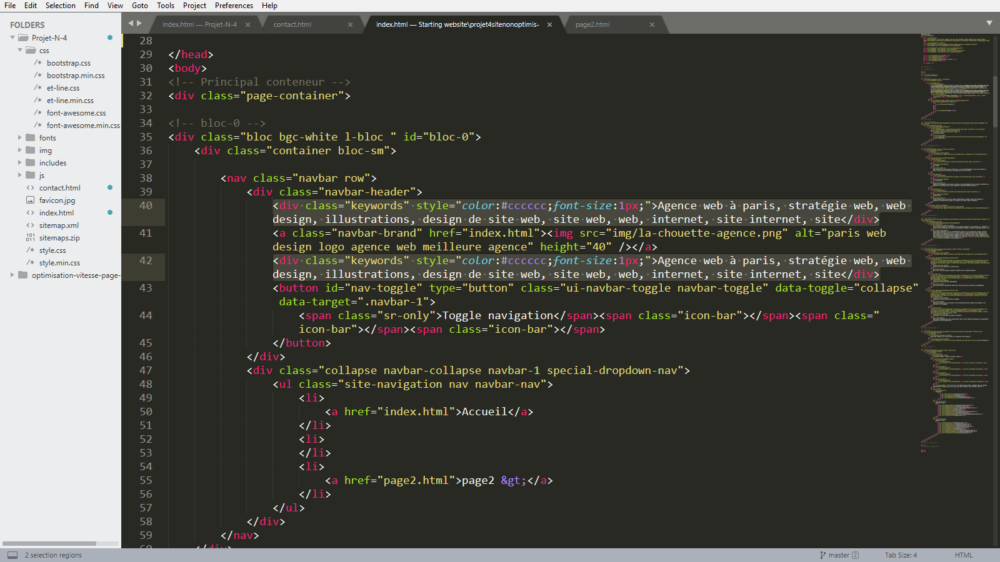 File Edit Selection Find View Goto Tools Project Preferences Help
FOLDERS
Projet-N-4
css
/* bootstrap.css
/* bootstrap.min.css
/* et-line.css
/* et-line.min.css
/* font-awesome.css
/* font-awesome.min.css
fonts
img
includes
js
<> contact.html
favicon.jpg
<> index.html
<> sitemap.xml
sitemaps.zip
/* style.css
/* style.min.css
optimisation-vitesse-page-
index.html — Projet-N-4 ×
contact.html ×
index.html — Starting website\projet4sitenonoptimis- ×
page2.html ×
28
29 </head>
30 <body>
31 <!-- Principal conteneur -->
32 <div class="page-container">
33
34 <!-- bloc-0 -->
35 <div class="bloc bgc-white l-bloc " id="bloc-0">
36 <div class="container bloc-sm">
37
38 <nav class="navbar row">
39 <div class="navbar-header">
40 <div class="keywords" style="color:#cccccc;font-size:1px;">Agence web à paris, stratégie web, web
design, illustrations, design de site web, site web, web, internet, site internet, site</div>
41 <a class="navbar-brand" href="index.html"><img src="img/la-chouette-agence.png" alt="paris web
design logo agence web meilleure agence" height="40" /></a>
42 <div class="keywords" style="color:#cccccc;font-size:1px;">Agence web à paris, stratégie web, web
design, illustrations, design de site web, site web, web, internet, site internet, site</div>
43 <button id="nav-toggle" type="button" class="ui-navbar-toggle navbar-toggle" data-toggle="collapse"
data-target=".navbar-1">
44 <span class="sr-only">Toggle navigation</span><span class="icon-bar"></span><span class="
icon-bar"></span><span class="icon-bar"></span>
45 </button>
46 </div>
47 <div class="collapse navbar-collapse navbar-1 special-dropdown-nav">
48 <ul class="site-navigation nav navbar-nav">
49 <li>
50 <a href="index.html">Accueil</a>
51 </li>
52 <li>
53 </li>
54 <li>
55 <a href="page2.html">page2 &gt;</a>
56 </li>
57 </ul>
58 </div>
59 </nav>
60 </div>
2 selection regions
master 2
Tab Size: 4
HTML